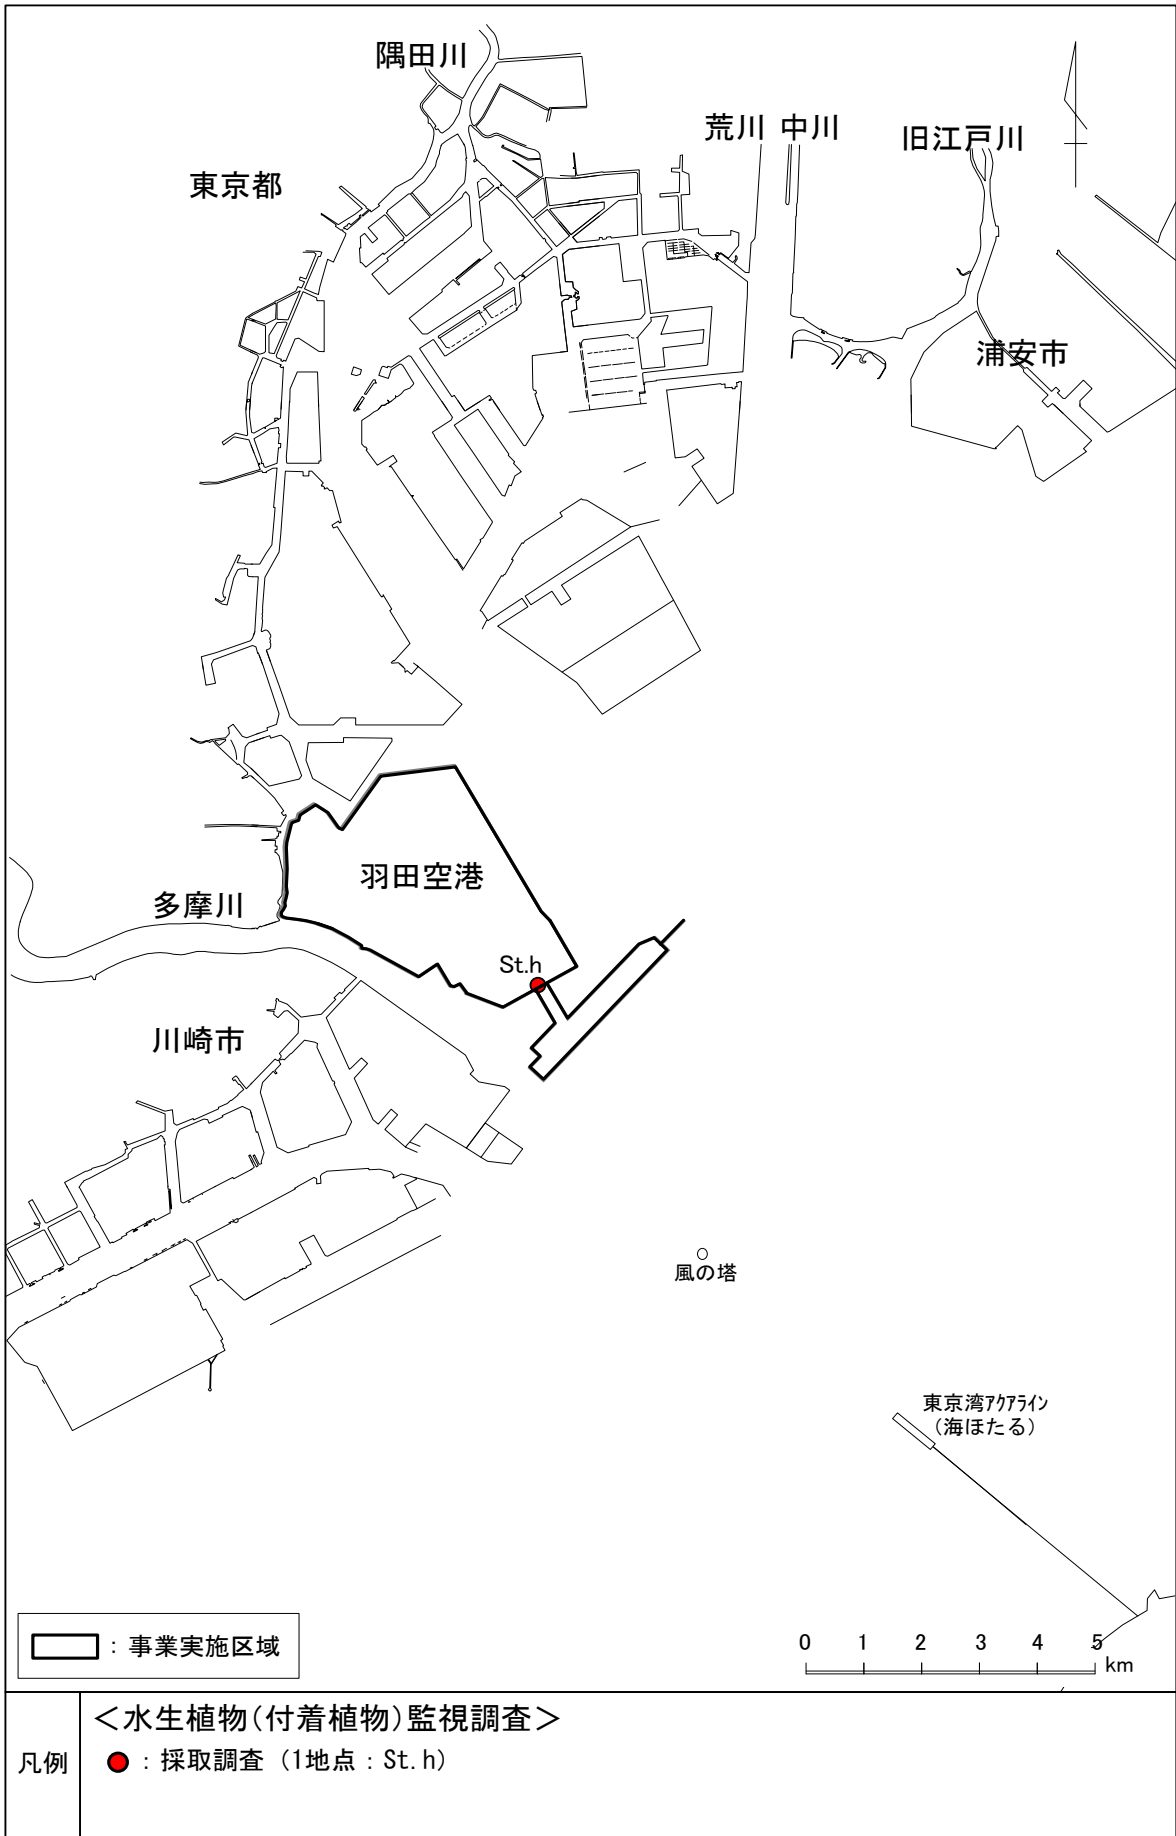 隅田川
荒川 中川
旧江戸川
東京都
浦安市
羽田空港
多摩川
St.h
川崎市
風の塔
東京湾アクアライン
（海ほたる）
：事業実施区域
0 1 2 3 4 5
km
凡例
＜水生植物（付着植物）監視調査＞
：採取調査（1地点：St.h）